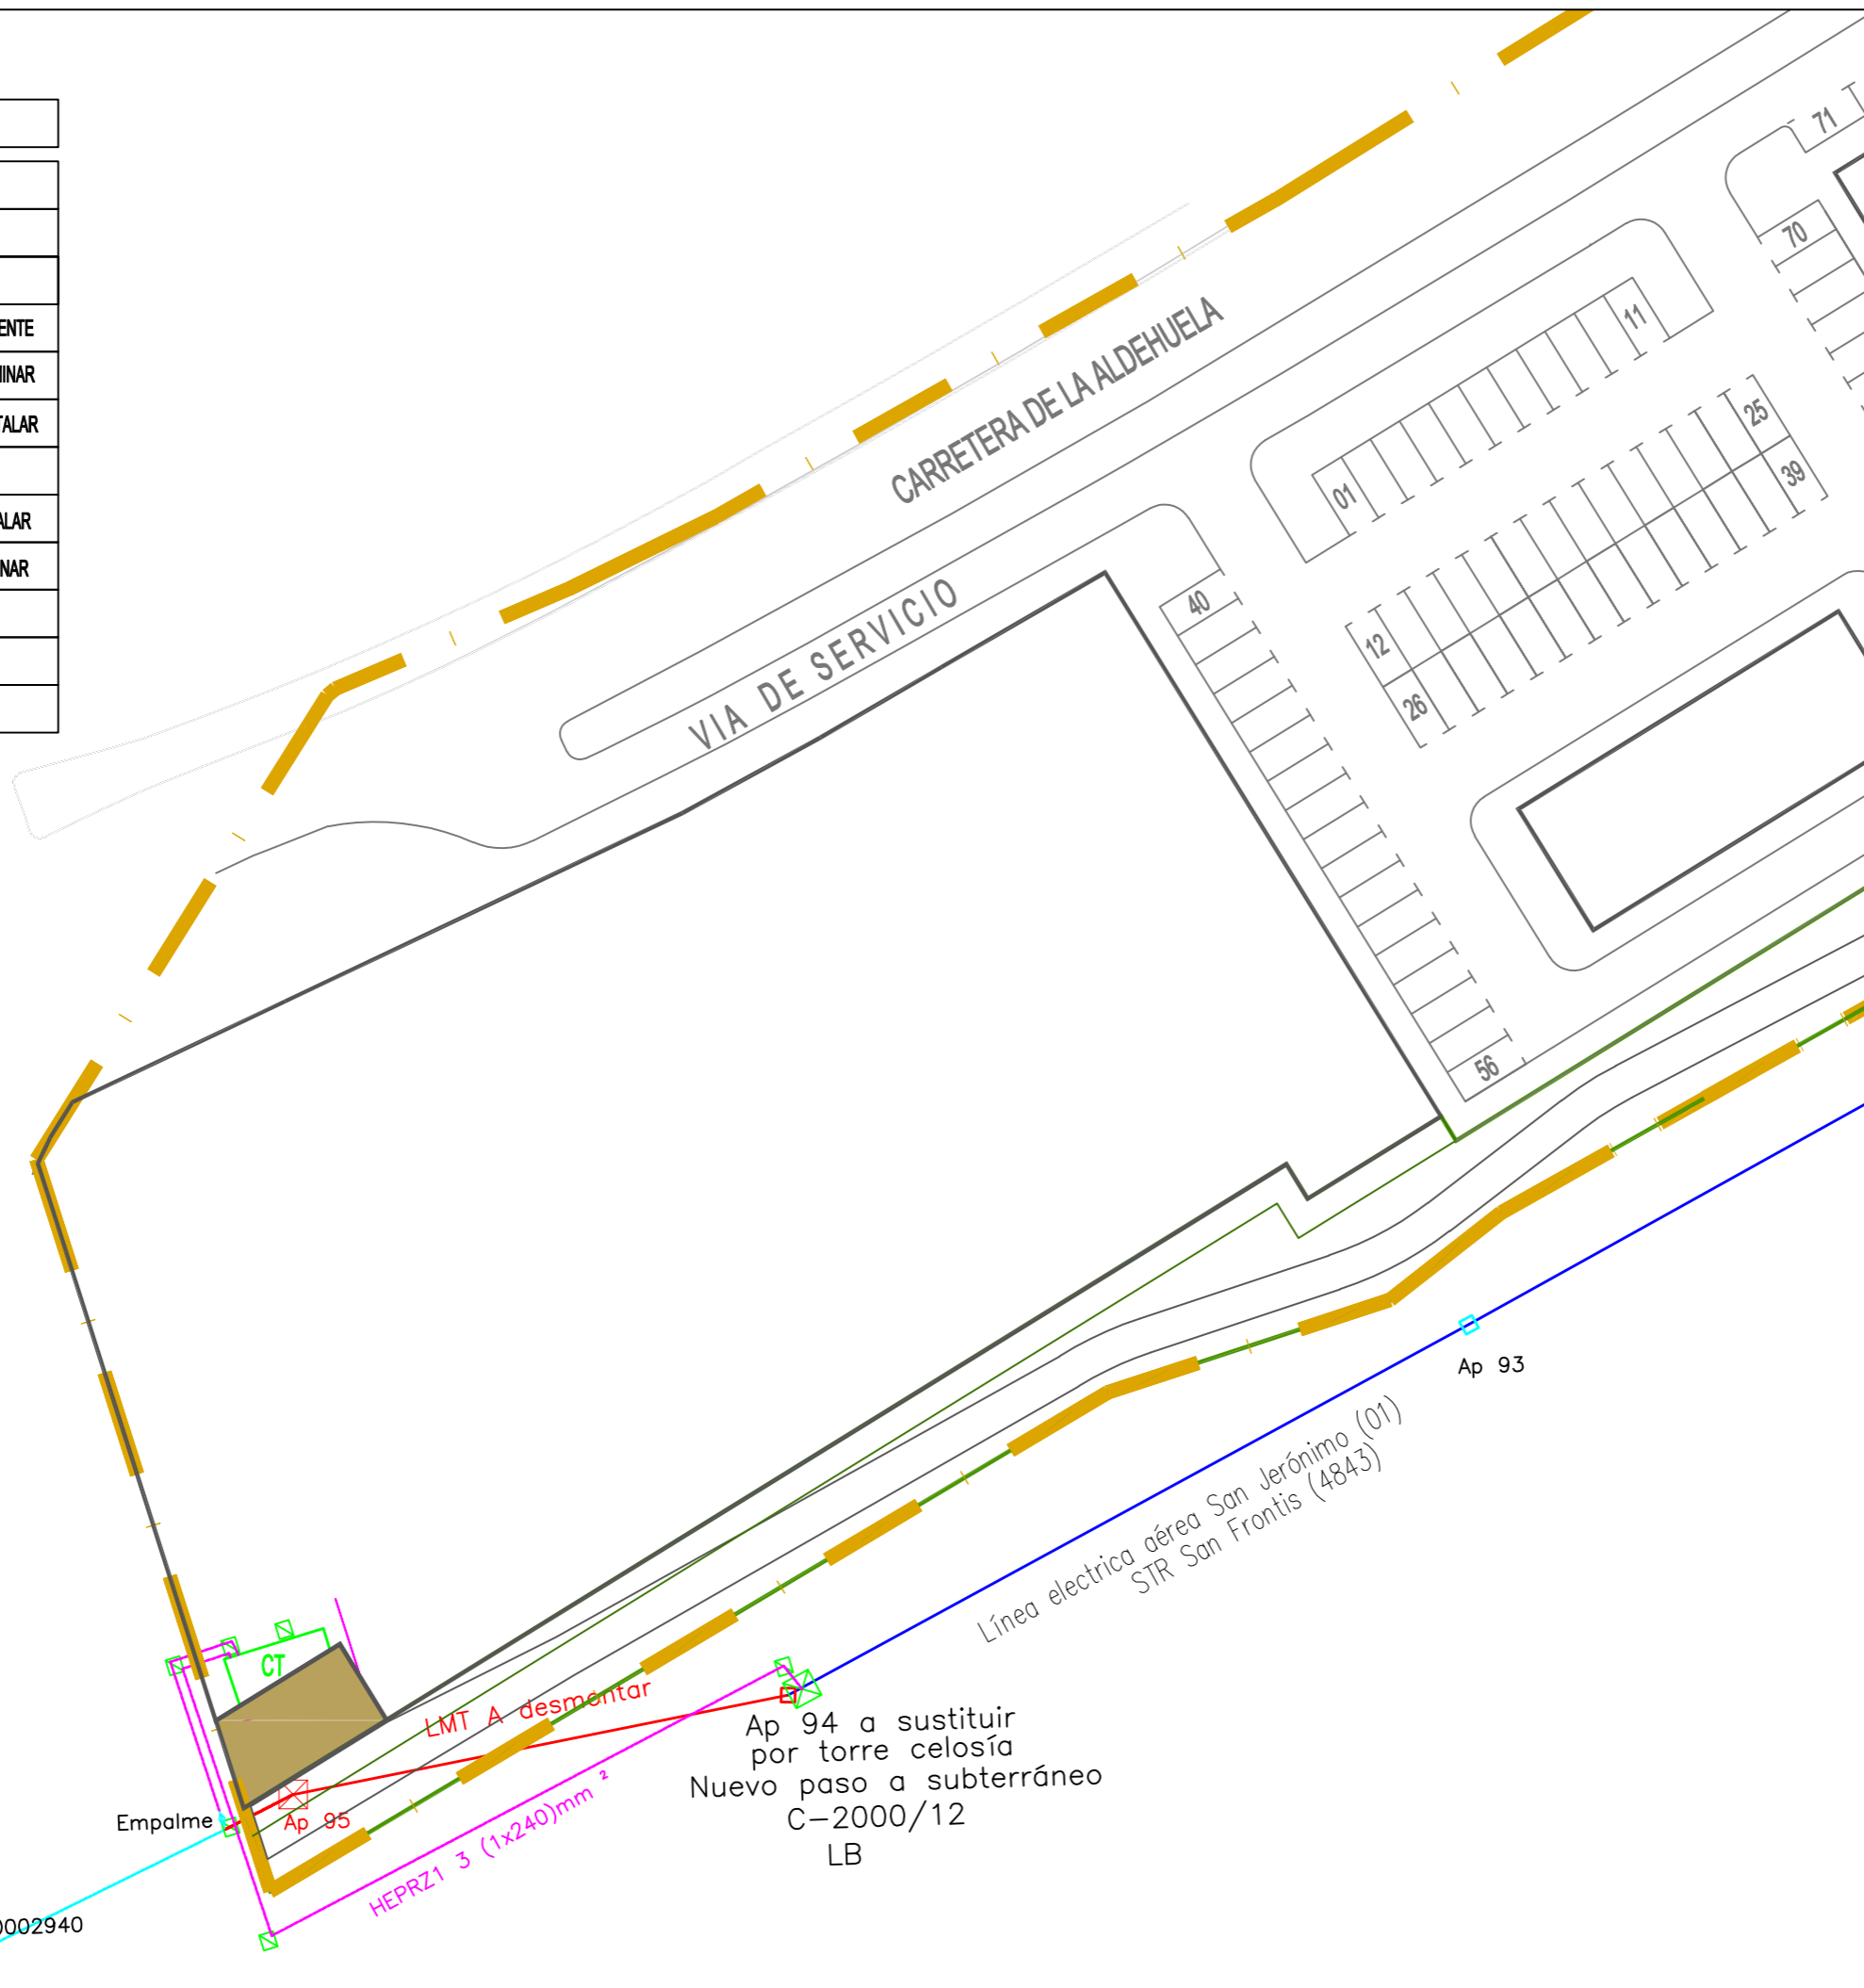 71
70
11
01
25
39
CARRETERA DE LA ALDEHUELA
40
12
26
VIA DE SERVICIO
56
Ap 93
Línea electrica aérea San Jerónimo (01)
STR San Frontis (4843)
CT
LMT A desmontar
Ap 94 a sustituir
por torre celosía
Nuevo paso a subterráneo
C-2000/12
LB
Empalme
Ap 95
HEPRZ1 3 (1x240)mm ²
0002940
ENTE
INAR
TALAR
ALAR
NAR